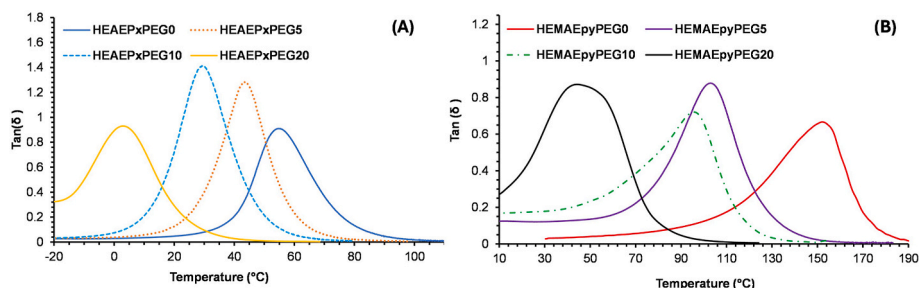 (A)
HEAEPxPEG0 HEAEPxPEG5
HEAEPxPEG10 HEAEPxPEG20
Tan(δ)
1.8
1.6
1.4
1.2
1
0.8
0.6
0.4
0.2
0
-20 0 20 40 60 80 100
Temperature (°C)
(B)
HEMAEpyPEG0 HEMAEpyPEG5
HEMAEpyPEG10 HEMAEpyPEG20
Tan (δ )
1.2
1
0.8
0.6
0.4
0.2
0
10 30 50 70 90 110 130 150 170 190
Temperature (°C)